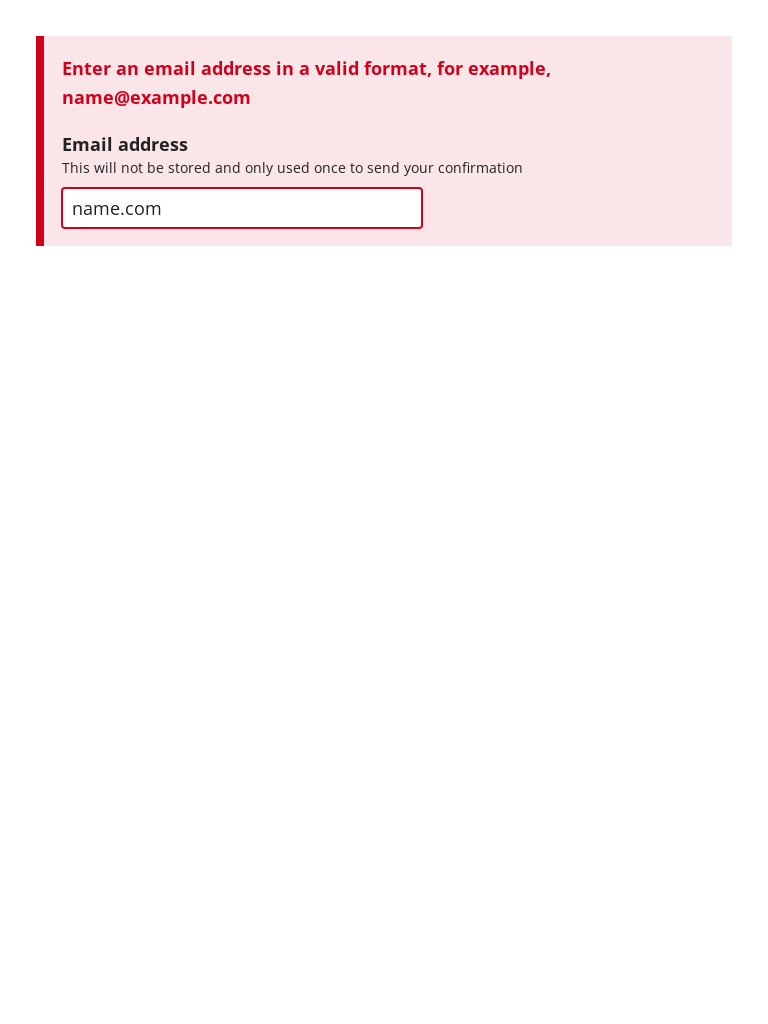 Enter an email address in a valid format, for example,
name@example.com
Email address
This will not be stored and only used once to send your confirmation
name.com